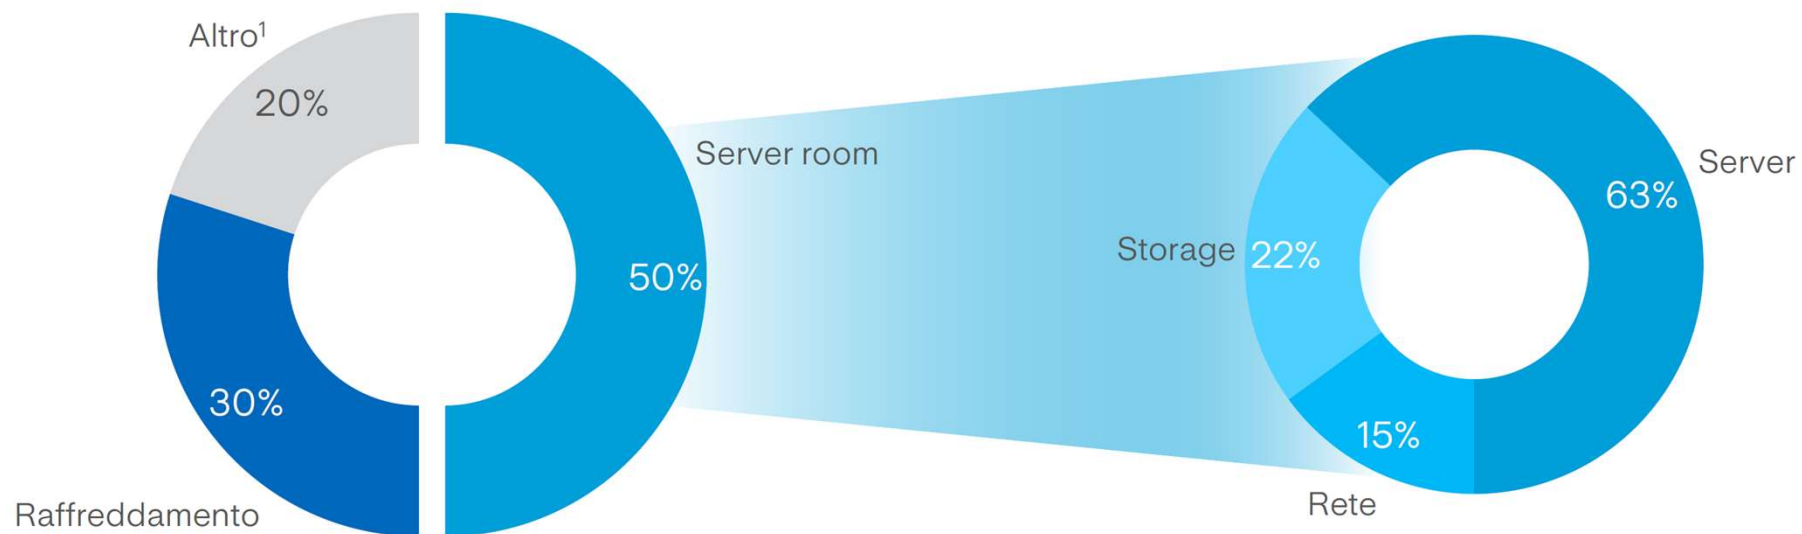 Altro¹
20%
Server room
50%
30%
Raffreddamento
Server
63%
Storage
22%
15%
Rete